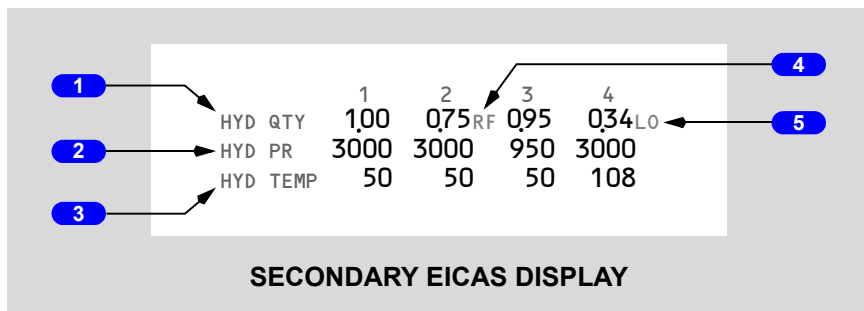 1 4
1 2 3 4
HYD QTY 1.00 0.75 RF 0.95 0.34 LO
5
2
HYD PR 3000 3000 950 3000
HYD TEMP 50 50 50 108
3
SECONDARY EICAS DISPLAY